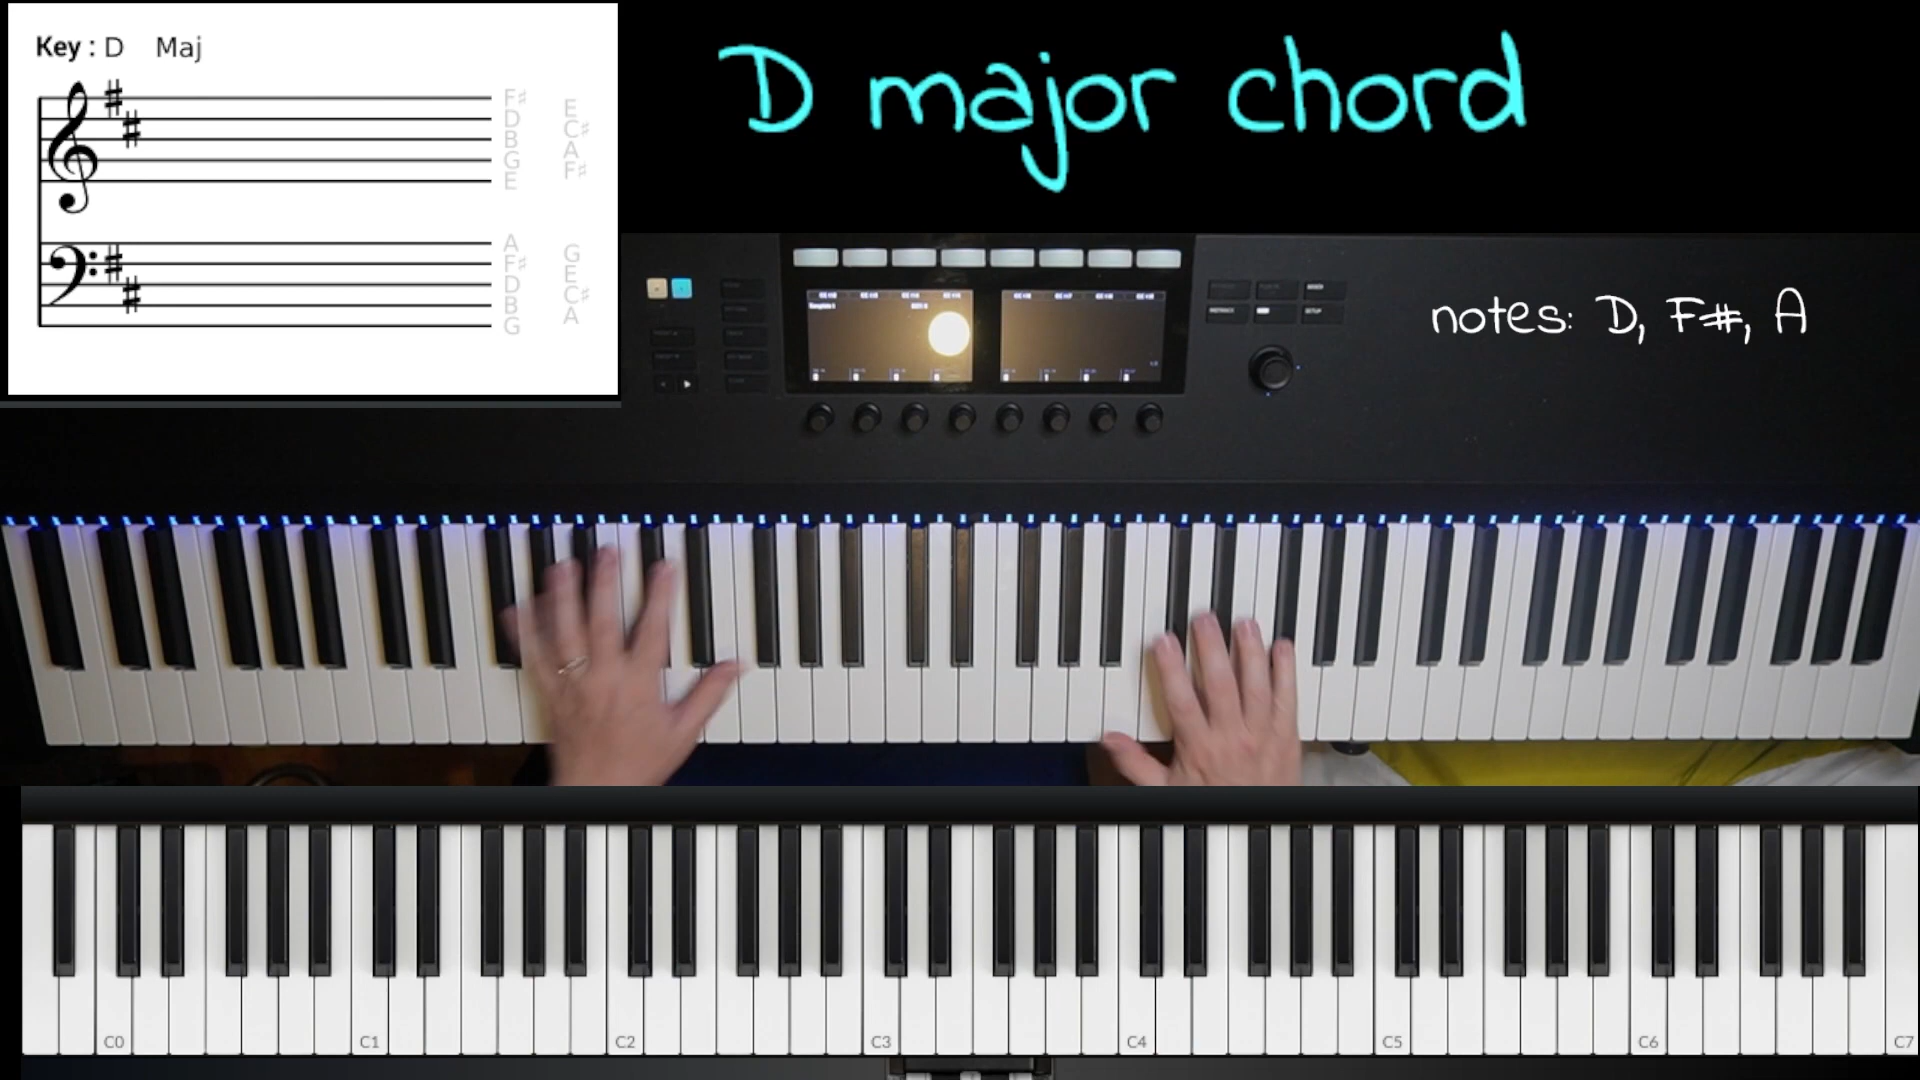 Key : D Maj
F♯
D
B
G
E
E
C♯
A
F♯
A
F♯
D
B
G
G
E
C♯
A
D major chord
notes: D, F#, A
C0 C1 C2 C3 C4 C5 C6 C7